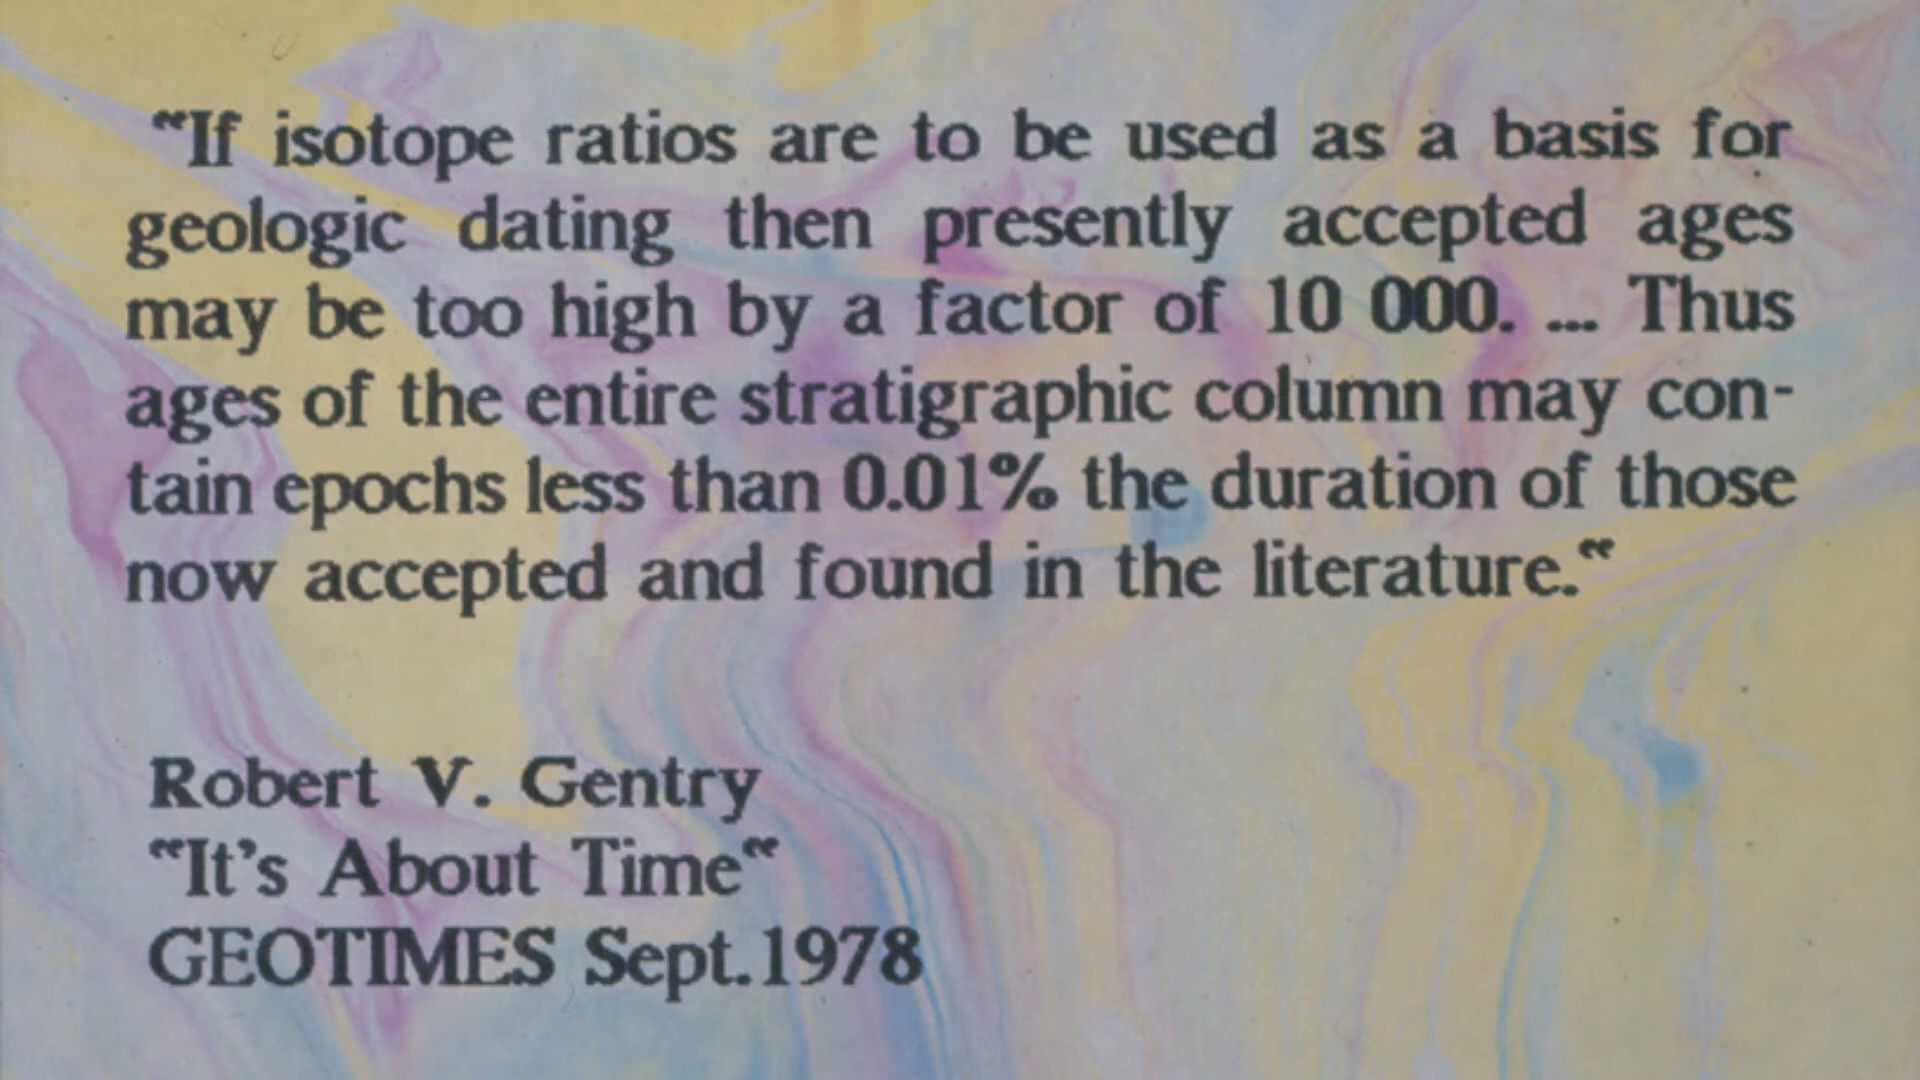 "If isotope ratios are to be used as a basis for
geologic dating then presently accepted ages
may be too high by a factor of 10 000. ... Thus
ages of the entire stratigraphic column may con-
tain epochs less than 0.01% the duration of those
now accepted and found in the literature.“
Robert V. Gentry
"It's About Time“
GEOTIMES Sept.1978